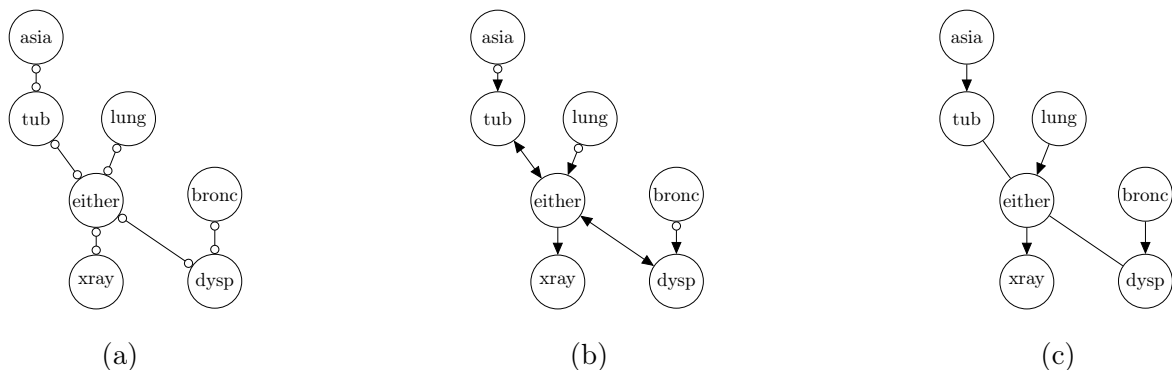 asia
tub
lung
either
bronc
xray
dysp
(a)
asia
tub
lung
either
bronc
xray
dysp
(b)
asia
tub
lung
either
bronc
xray
dysp
(c)